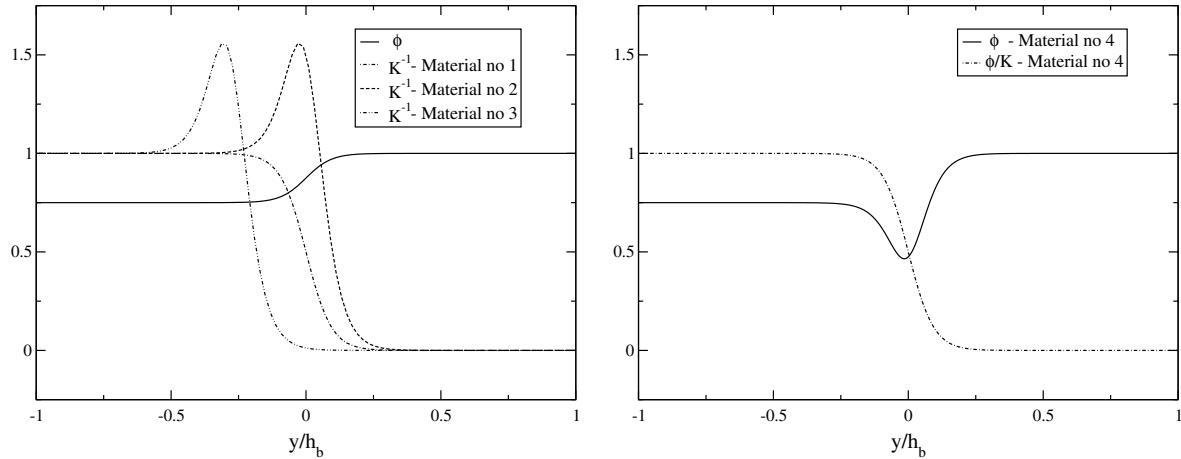 1.5
1
0.5
0
-1
-0.5
0
0.5
1
y/h_b
ϕ
K^-1 - Material no 1
K^-1 - Material no 2
K^-1 - Material no 3
1.5
1
0.5
0
-1
-0.5
0
0.5
1
y/h_b
ϕ - Material no 4
ϕ/K - Material no 4